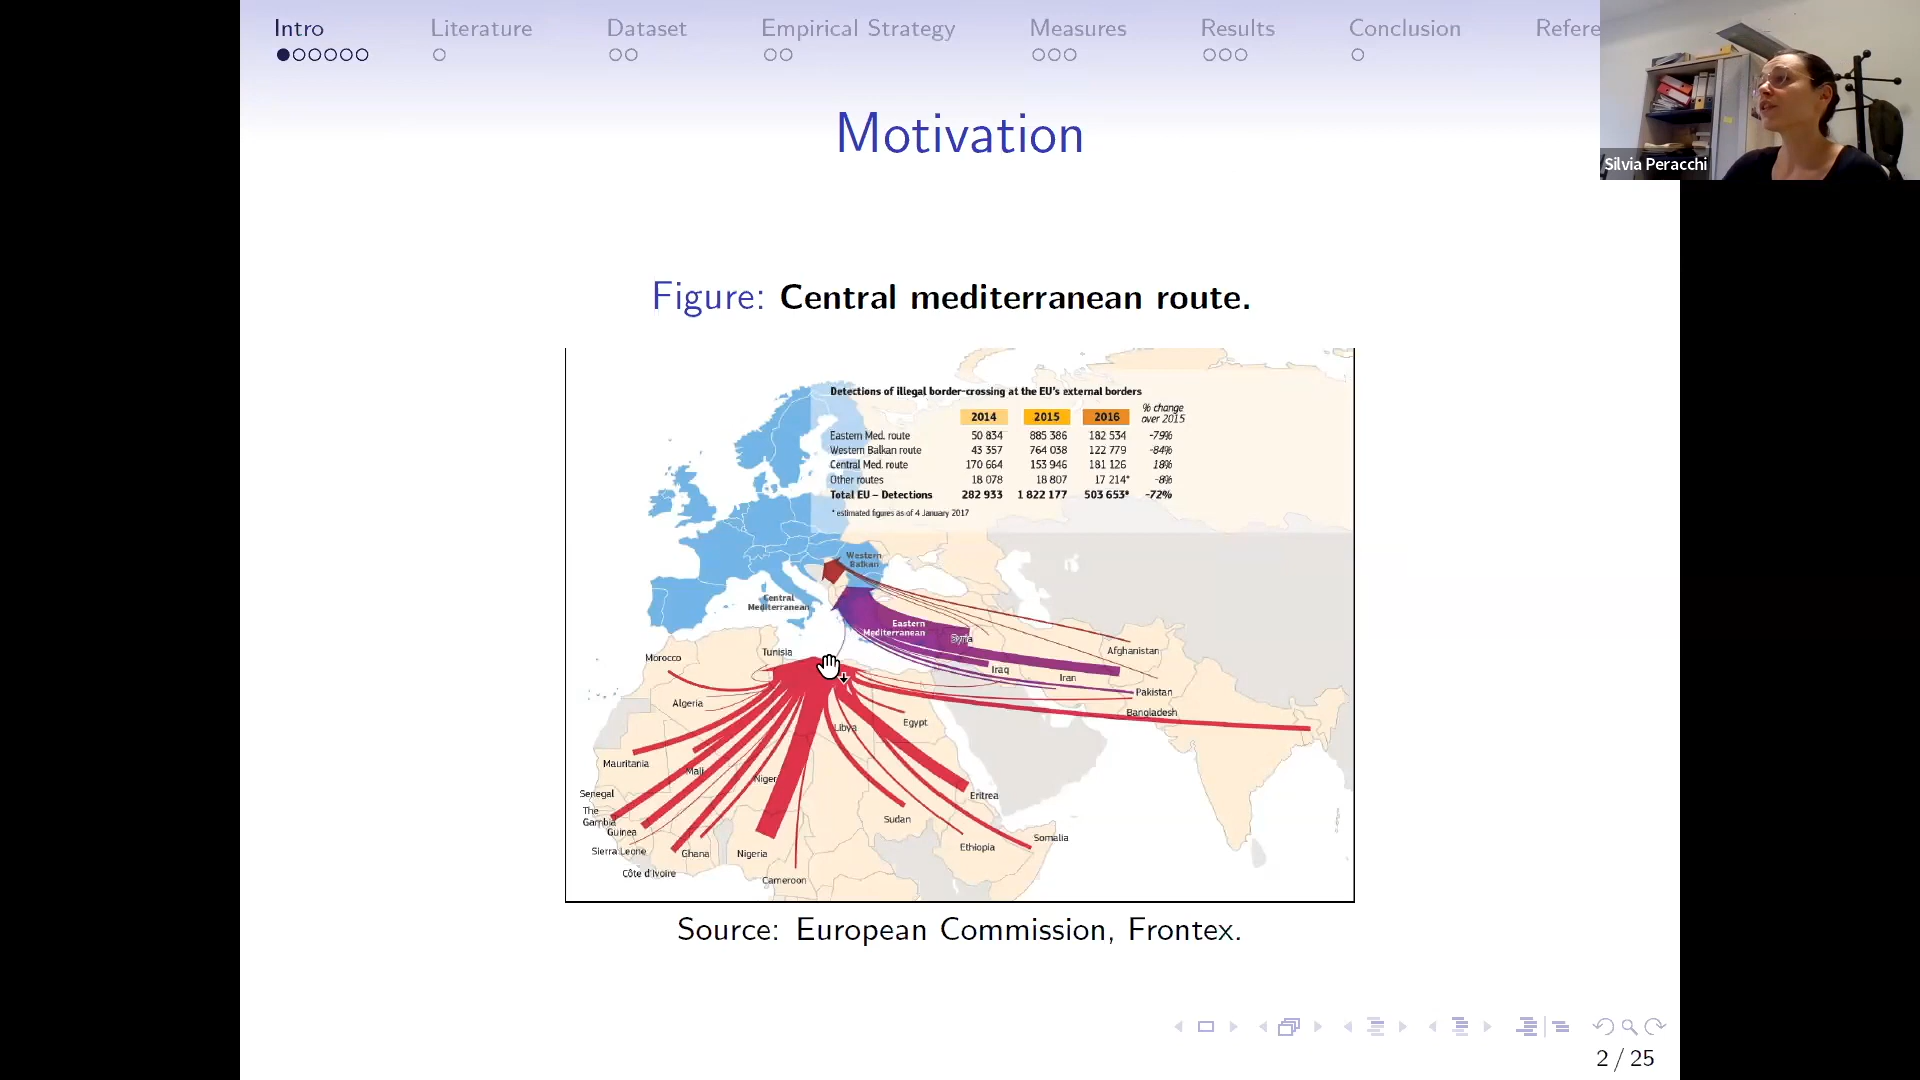 Intro Literature Dataset Empirical Strategy Measures Results Conclusion Refere
Silvia Peracchi
Motivation
Figure: Central mediterranean route.
Detections of illegal border-crossing at the EU's external borders
2014 2015 2016 % change over 2015
Eastern Med. route 50 834 885 386 182 534 -79%
Western Balkan route 43 357 764 038 122 779 -84%
Central Med. route 170 664 153 946 181 126 18%
Other routes 18 078 18 807 17 214* -8%
Total EU – Detections 282 933 1 822 177 503 653* -72%
* estimated figures as of 4 January 2017
Western
Balkan
Central
Mediterranean
Eastern
Mediterranean
Syria
Tunisia
Morocco
Afghanistan
Iraq
Iran
Pakistan
Algeria
Bangladesh
Egypt
Libya
Mauritania
Mali
Niger
Senegal
Eritrea
The
Gambia
Guinea
Sudan
Somalia
Sierra Leone
Ghana
Nigeria
Ethiopia
Côte d'Ivoire
Cameroon
Source: European Commission, Frontex.
2 / 25